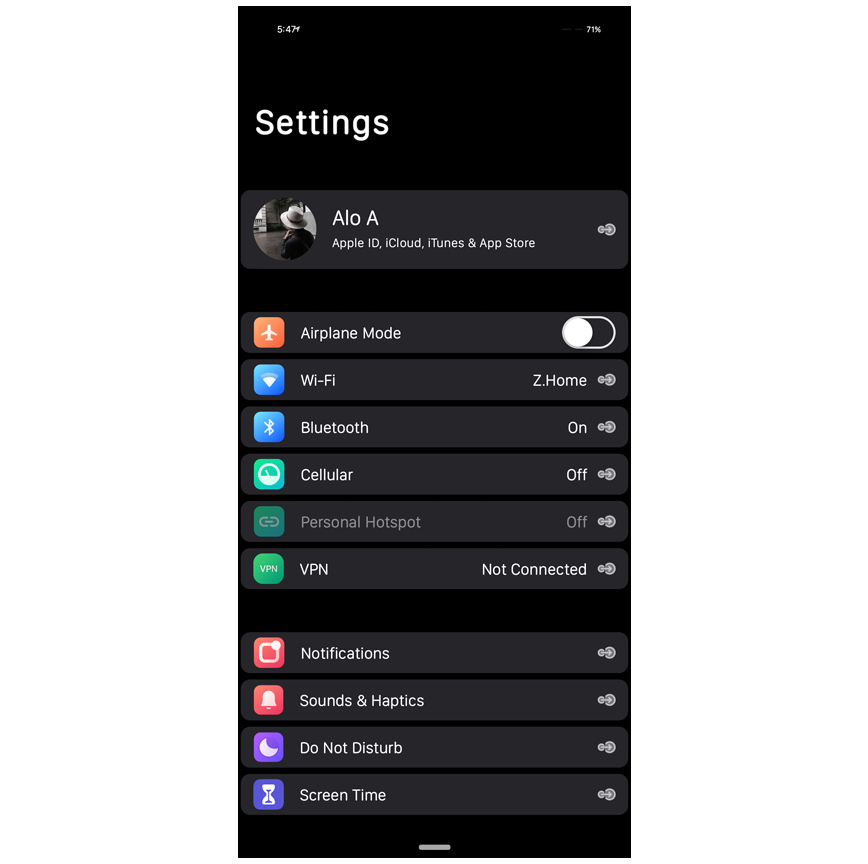 5:47
71%
Settings
Alo A
Apple ID, iCloud, iTunes & App Store
Airplane Mode
Wi-Fi Z.Home
Bluetooth On
Cellular Off
Personal Hotspot Off
VPN VPN Not Connected
Notifications
Sounds & Haptics
Do Not Disturb
Screen Time